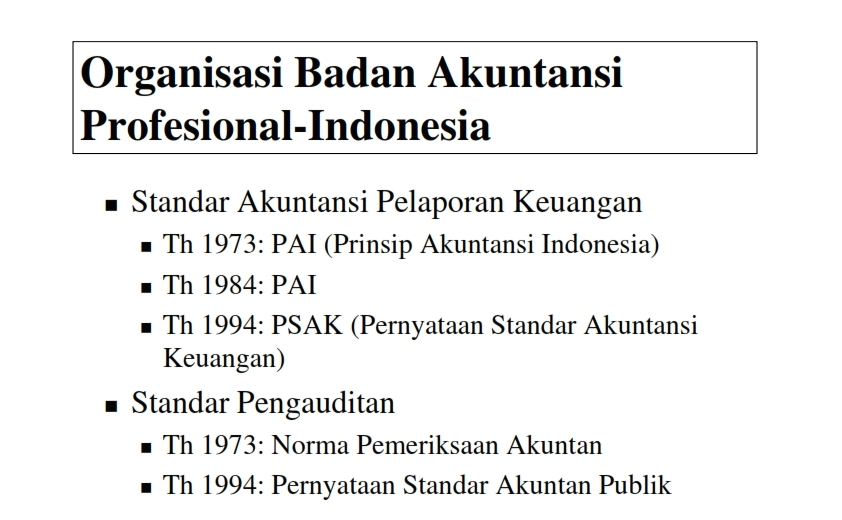 Organisasi Badan Akuntansi
Profesional-Indonesia
Standar Akuntansi Pelaporan Keuangan
Th 1973: PAI (Prinsip Akuntansi Indonesia)
Th 1984: PAI
Th 1994: PSAK (Pernyataan Standar Akuntansi
Keuangan)
Standar Pengauditan
Th 1973: Norma Pemeriksaan Akuntan
Th 1994: Pernyataan Standar Akuntan Publik